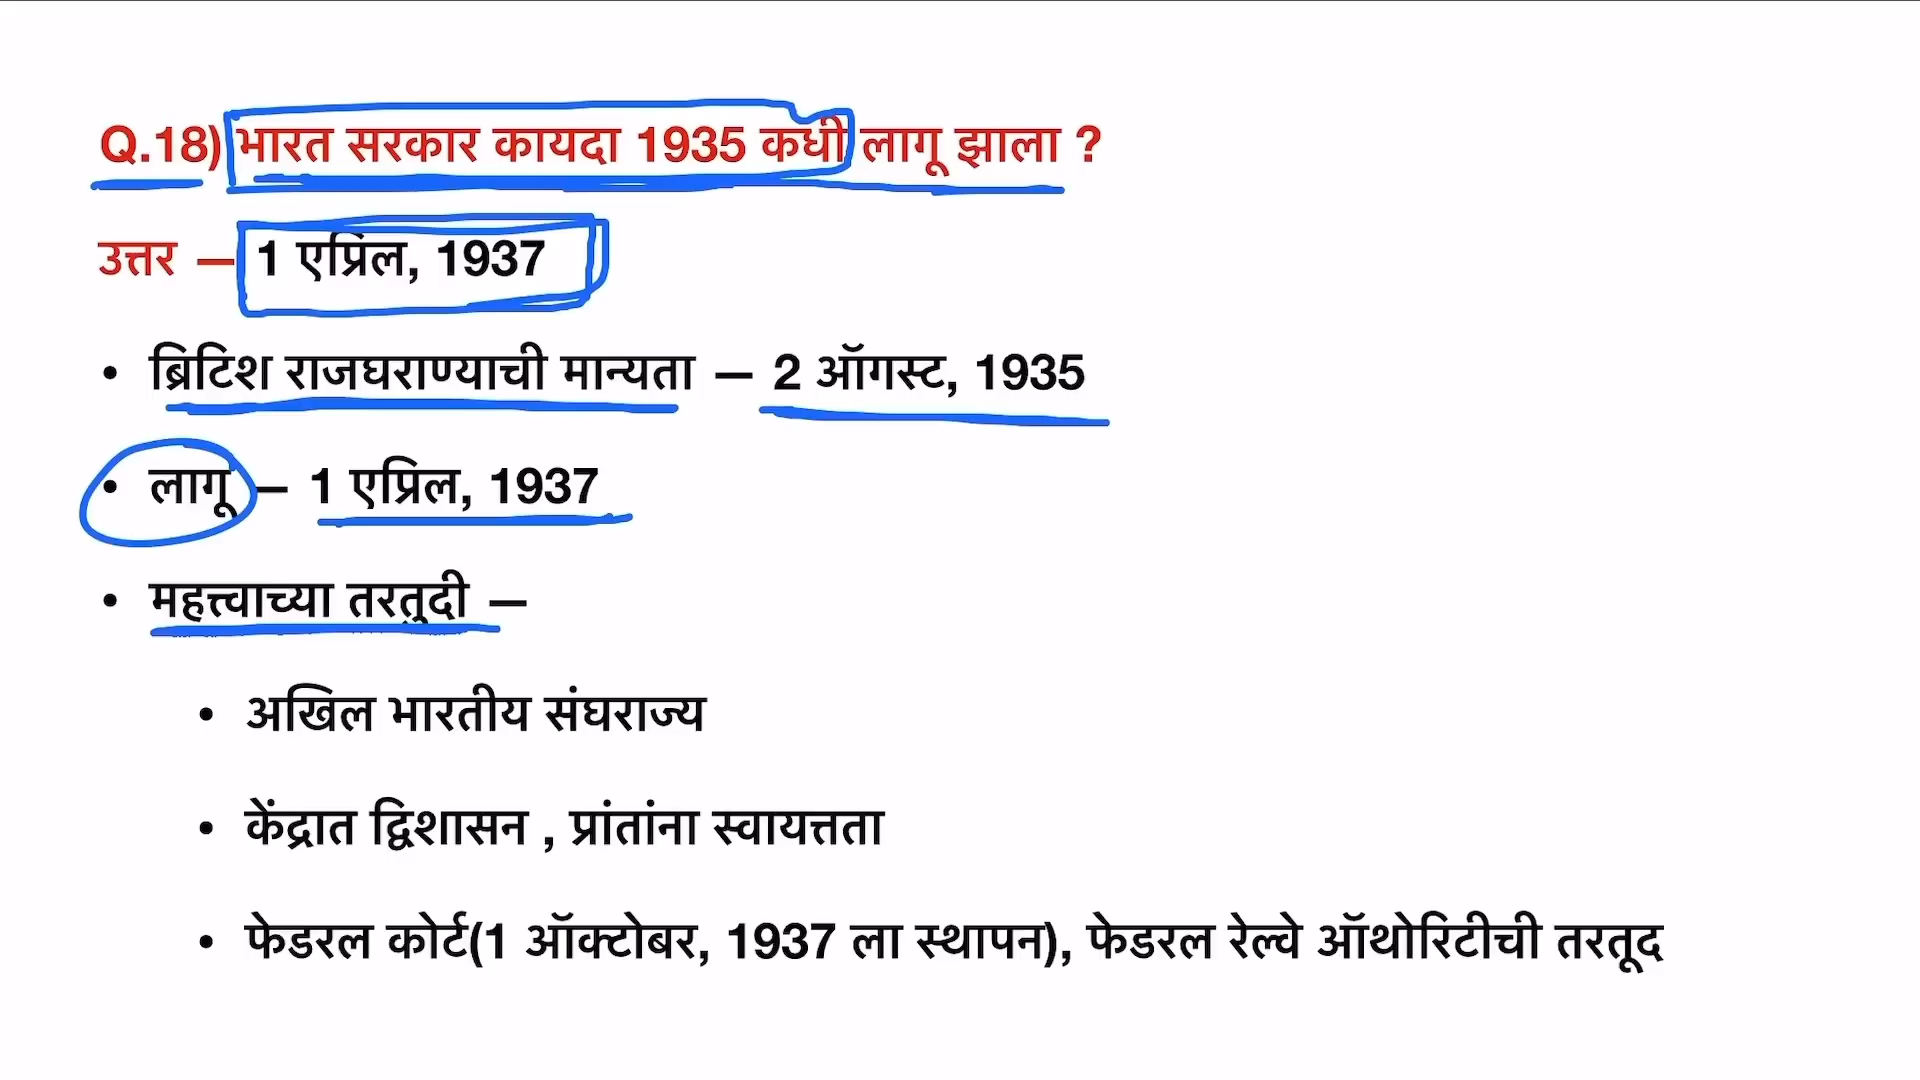 Q.18) भारत सरकार कायदा 1935 कधी लागू झाला ?
उत्तर — 1 एप्रिल, 1937
• ब्रिटिश राजघराण्याची मान्यता — 2 ऑगस्ट, 1935
• लागू — 1 एप्रिल, 1937
• महत्त्वाच्या तरतुदी —
• अखिल भारतीय संघराज्य
• केंद्रात द्विशासन , प्रांतांना स्वायत्तता
• फेडरल कोर्ट(1 ऑक्टोबर, 1937 ला स्थापन), फेडरल रेल्वे ऑथोरिटीची तरतूद